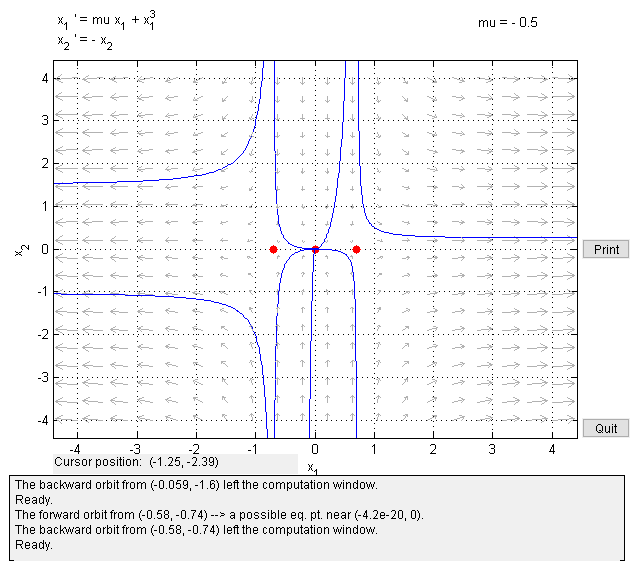 x₁ ' = mu x₁ + x₁³
mu = - 0.5
x₂ ' = - x₂
4
3
2
1
0
-1
-2
-3
-4
x₂
-4
-3
-2
-1
0
1
2
3
4
x₁
Print
Quit
Cursor position: (-1.25, -2.39)
The backward orbit from (-0.059, -1.6) left the computation window.
Ready.
The forward orbit from (-0.58, -0.74) --> a possible eq. pt. near (-4.2e-20, 0).
The backward orbit from (-0.58, -0.74) left the computation window.
Ready.